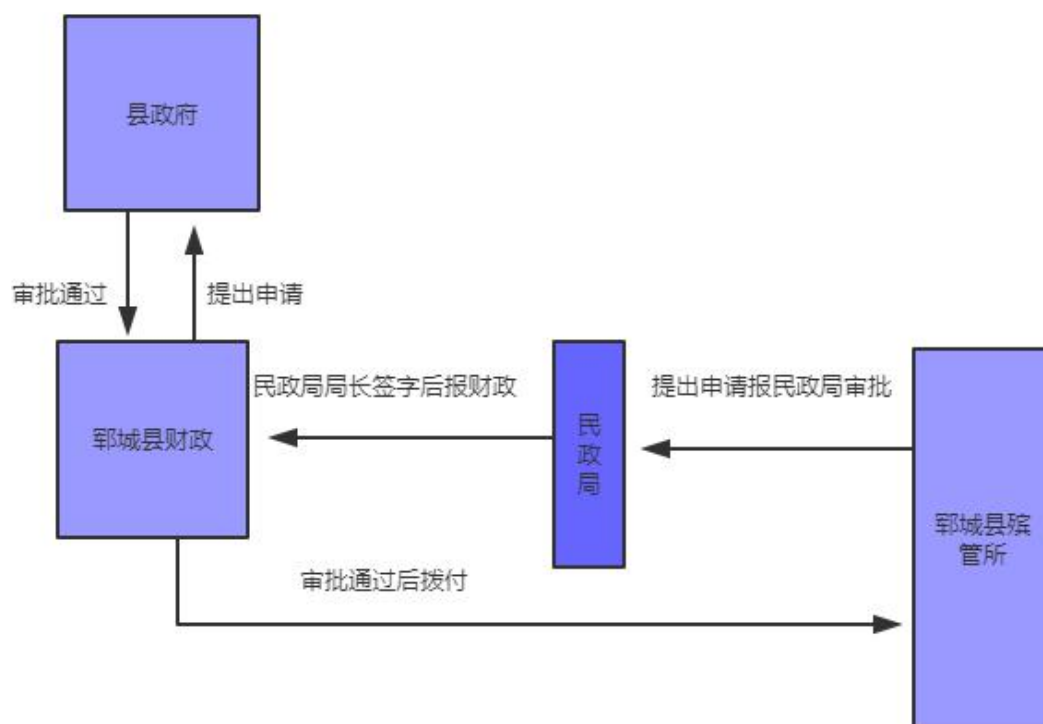 县政府
审批通过
提出申请
民政局局长签字后报财政
提出申请报民政局审批
郓城县财政
民
政
局
郓城县殡
管所
审批通过后拨付